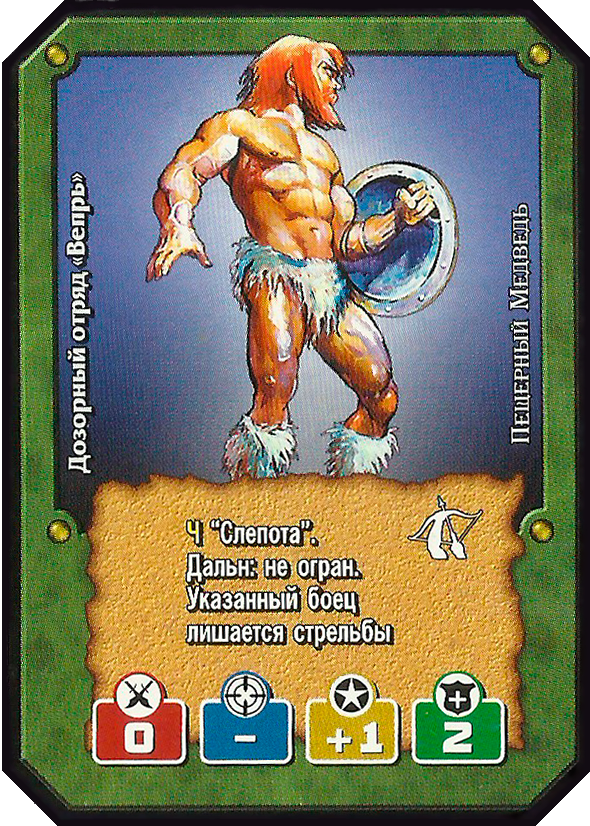 Дозорный отряд «Вепрь»
Пещерный Медведь
Ч “Слепота”.
Дальн: не огран.
Указанный боец
лишается стрельбы
0
-
+1
2